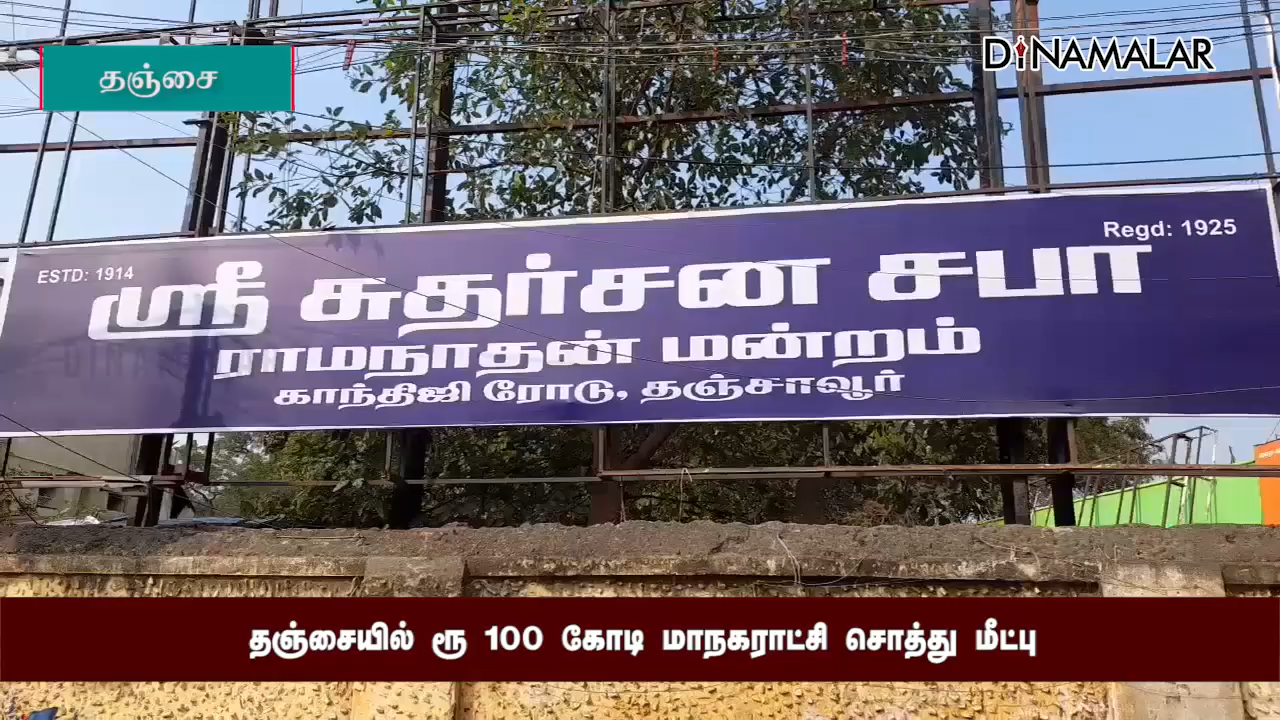 தஞ்சை
DINAMALAR
ESTD: 1914
Regd: 1925
ஸ்ரீ சுதர்சன சபா
ராமநாதன் மன்றம்
காந்திஜி ரோடு, தஞ்சாவூர்
தஞ்சையில் ரூ 100 கோடி மாநகராட்சி சொத்து மீட்பு